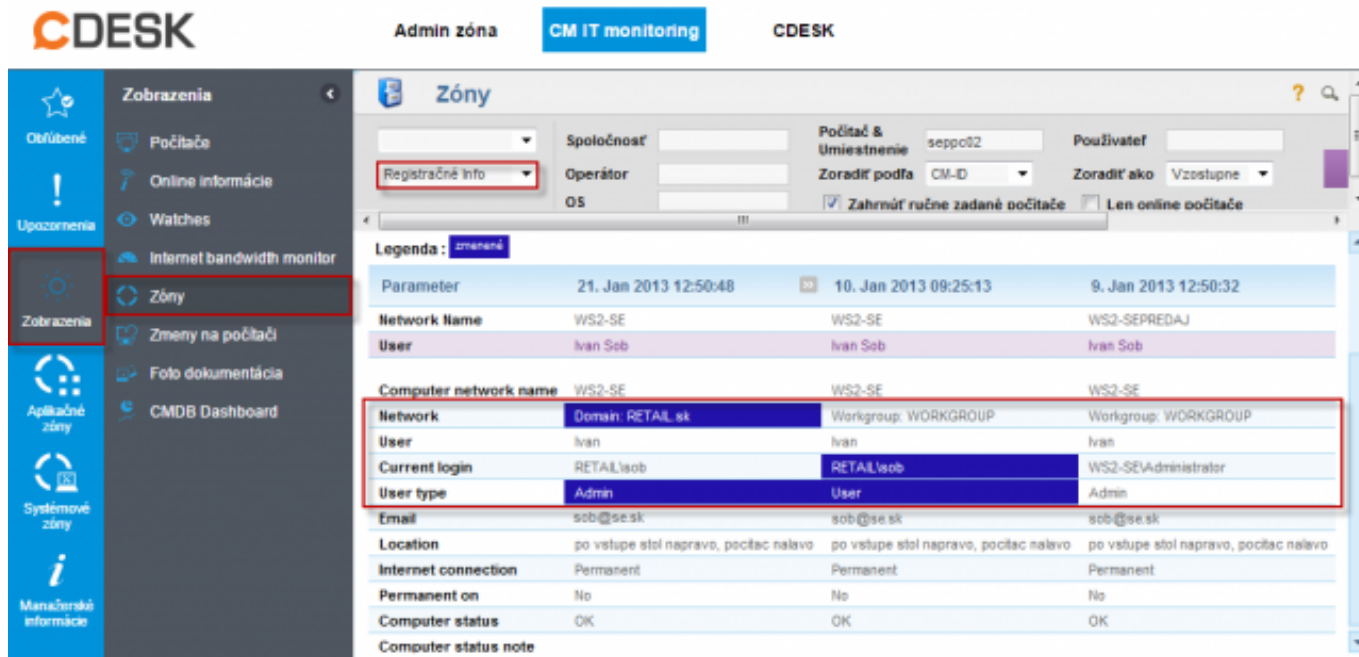 CDESK
Admin zóna CM IT monitoring CDESK
Obľúbené
Upozornenia
Zobrazenia
Aplikačné
zóny
Systémové
zóny
Manažerské
informácie
Zobrazenia
Počítače
Online informácie
Watches
Internet bandwidth monitor
Zóny
Zmeny na počítači
Foto dokumentácia
CMDB Dashboard
Zóny ?
Spoločnosť Počítač & Umiestnenie seppc02 Používateľ
Registračné Info Operátor Zoradiť podľa CM-ID Zoradiť ako Vzostupne
OS Zahrnúť ručne zadané počítače Len online počítače
Legenda : zmenené
Parameter 21. Jan 2013 12:50:48 10. Jan 2013 09:25:13 9. Jan 2013 12:50:32
Network Name WS2-SE WS2-SE WS2-SEPREDAJ
User Ivan Sob Ivan Sob Ivan Sob
Computer network name WS2-SE WS2-SE WS2-SE
Network Domain: RETAIL.sk Workgroup: WORKGROUP Workgroup: WORKGROUP
User Ivan Ivan Ivan
Current login RETAIL\sob RETAIL\sob WS2-SE\Administrator
User type Admin User Admin
Email sob@se.sk sob@se.sk sob@se.sk
Location po vstupe stol napravo, pocitac nalavo po vstupe stol napravo, pocitac nalavo po vstupe stol napravo, pocitac nalavo
Internet connection Permanent Permanent Permanent
Permanent on No No No
Computer status OK OK OK
Computer status note